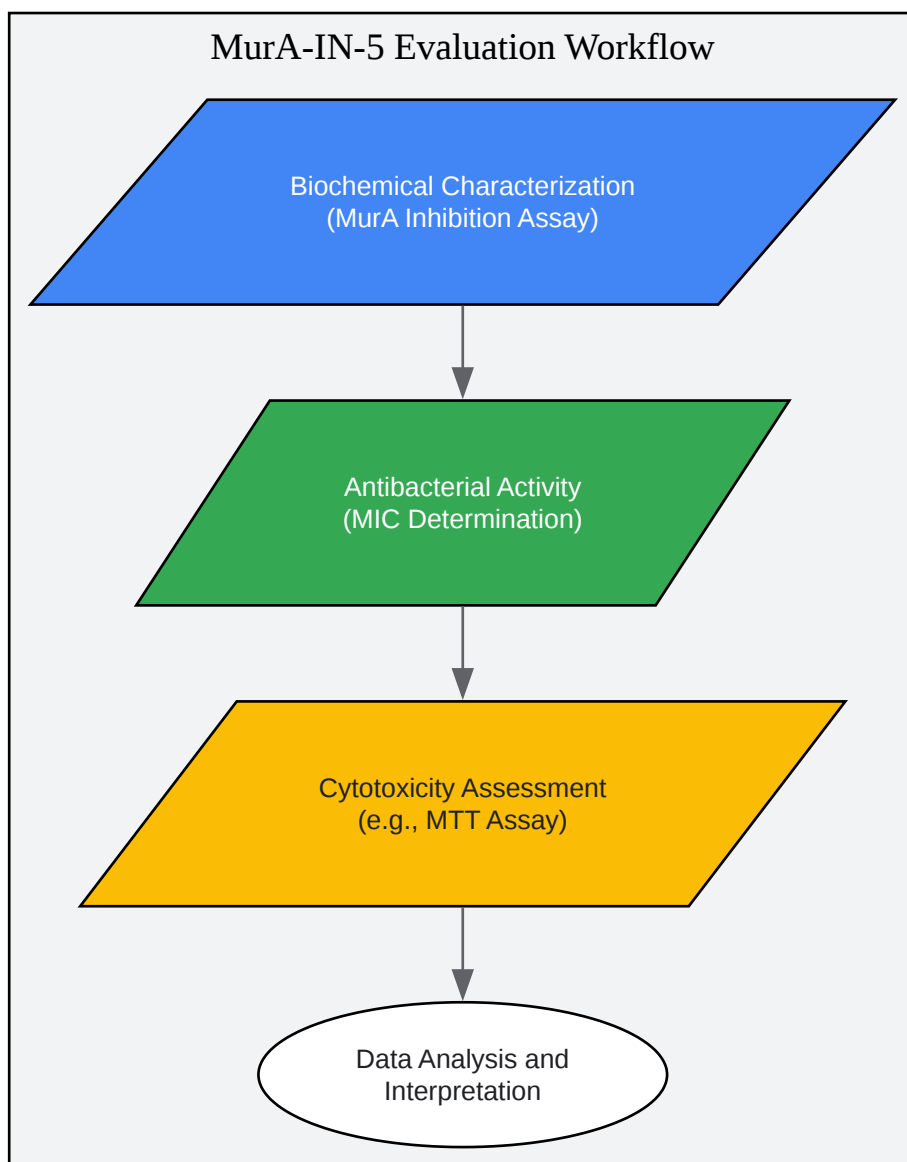 MurA-IN-5 Evaluation Workflow
Biochemical Characterization
(MurA Inhibition Assay)
Antibacterial Activity
(MIC Determination)
Cytotoxicity Assessment
(e.g., MTT Assay)
Data Analysis and
Interpretation